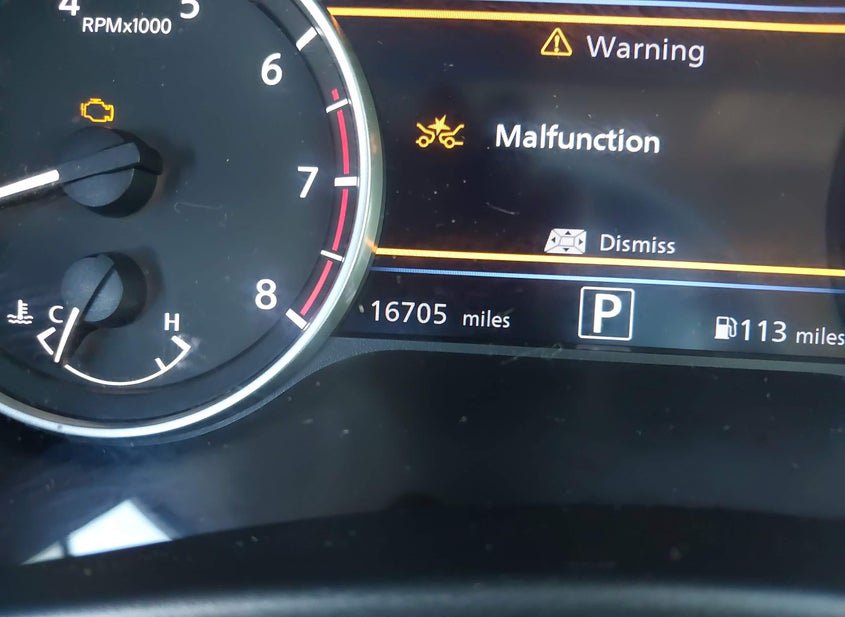 4 5
RPMx1000
6
7
8
C H
Warning
Malfunction
Dismiss
16705 miles
P
113 miles